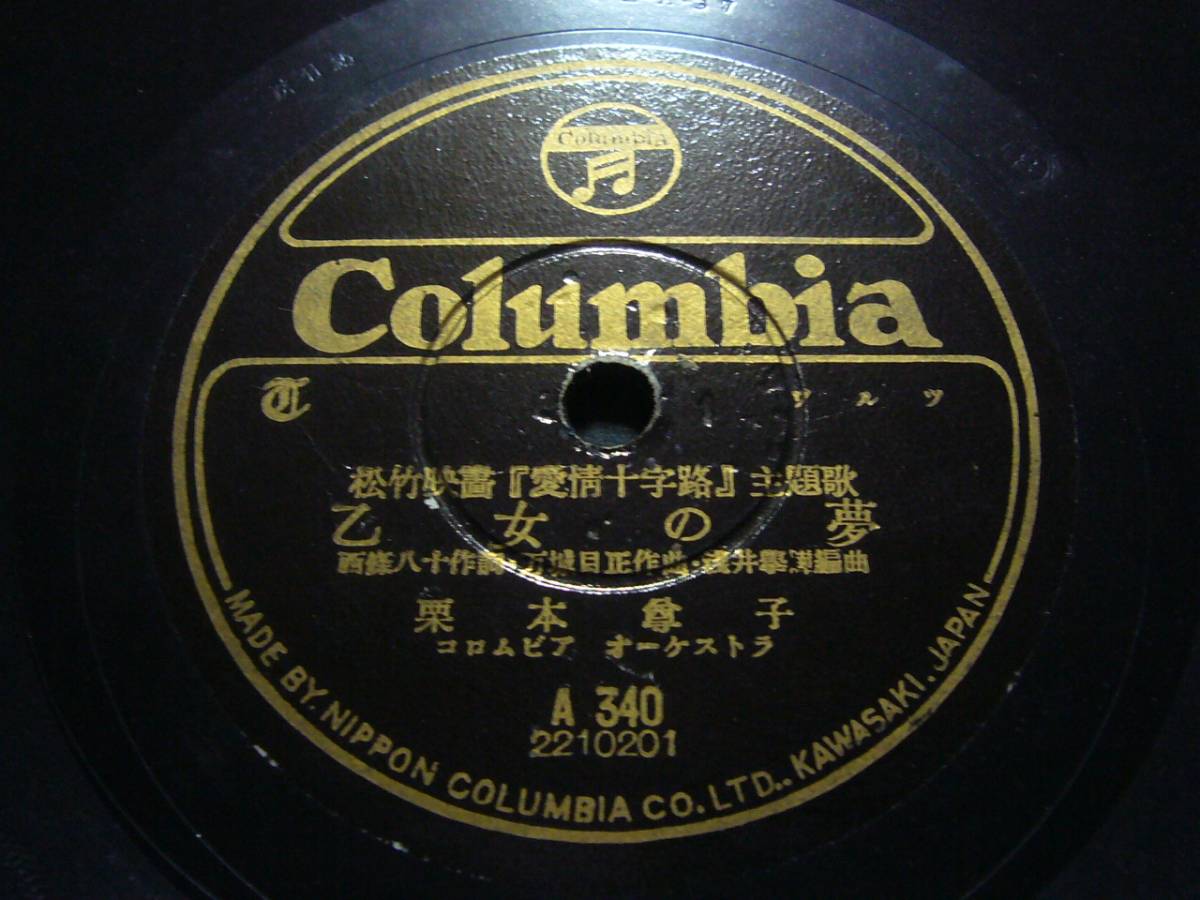 Columbia
Columbia
T ワルツ
松竹映畵『愛情十字路』主題歌
乙女の夢
西條八十作詞・万城目正作曲・淺井擧曄編曲
栗本尊子
コロムビア オーケストラ
A 340
2210201
MADE BY. NIPPON COLUMBIA CO. LTD., KAWASAKI. JAPAN